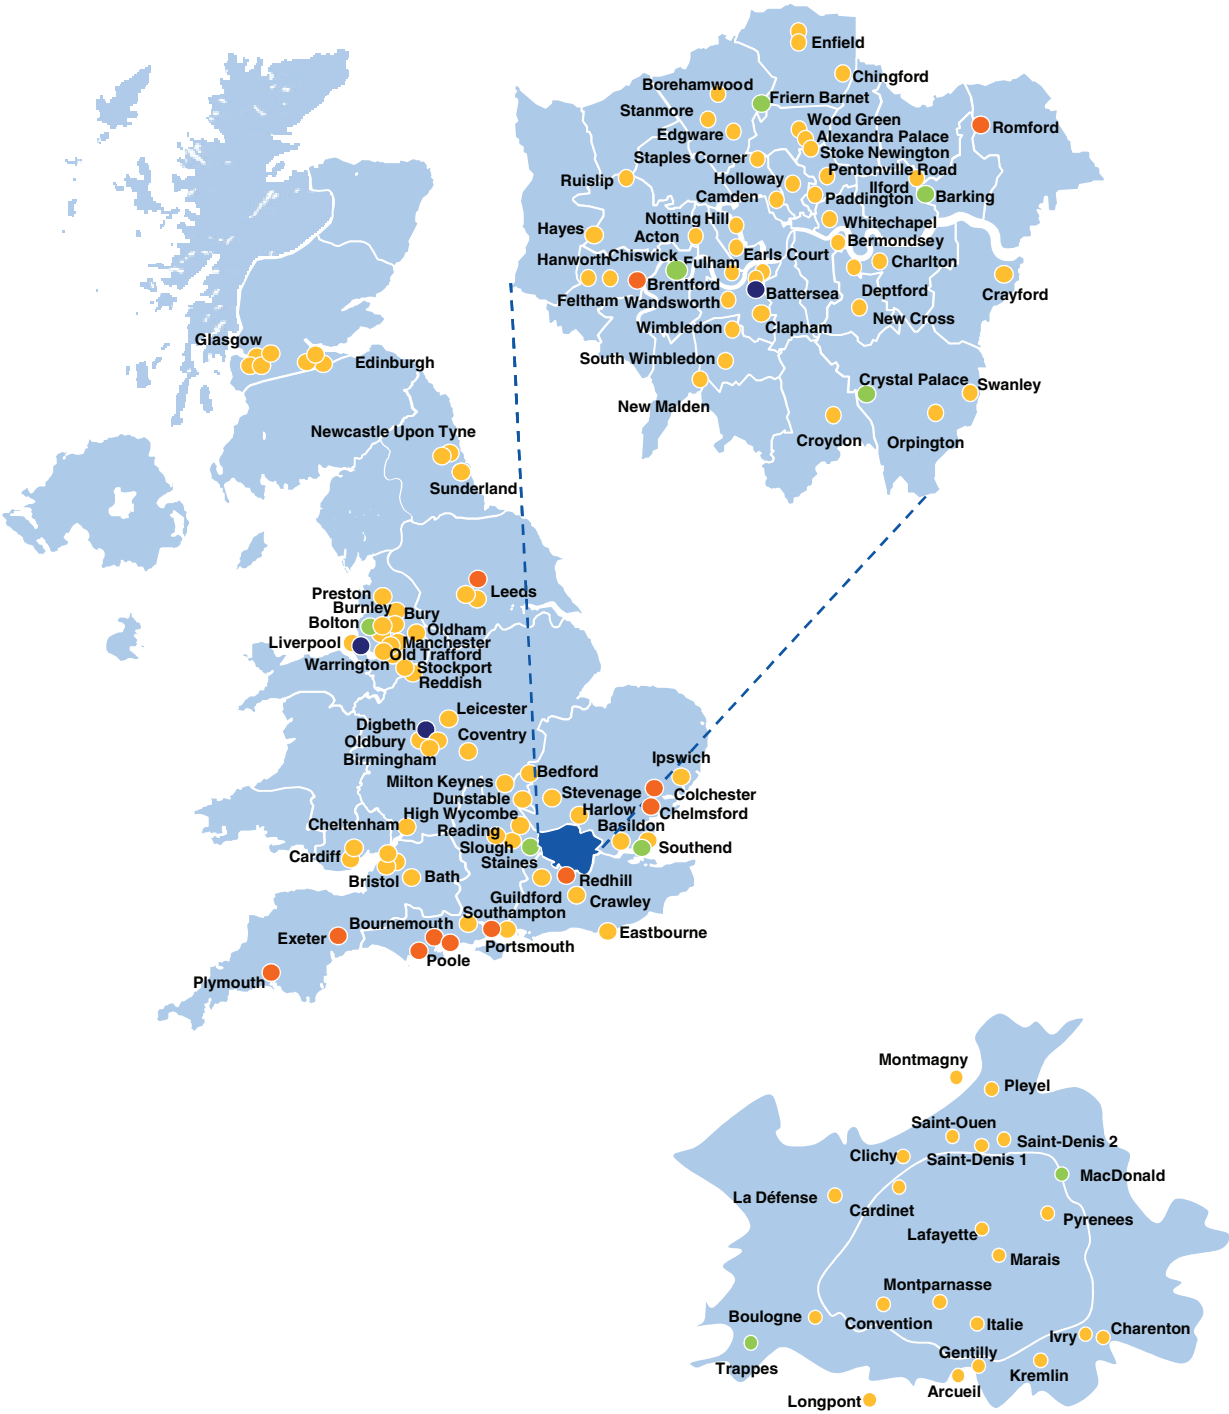 Enfield
Chingford
Borehamwood
Friern Barnet
Stanmore
Wood Green
Romford
Edgware
Alexandra Palace
Stoke Newington
Staples Corner
Pentonville Road
Ruislip
Holloway
Ilford
Camden
Paddington
Barking
Notting Hill
Whitechapel
Hayes
Acton
Bermondsey
Hanworth
Chiswick
Fulham
Earls Court
Charlton
Brentford
Battersea
Deptford
Crayford
Feltham
Wandsworth
New Cross
Wimbledon
Clapham
South Wimbledon
Crystal Palace
Swanley
New Malden
Croydon
Orpington
Glasgow
Edinburgh
Newcastle Upon Tyne
Sunderland
Preston
Leeds
Burnley
Bury
Bolton
Oldham
Liverpool
Manchester
Old Trafford
Warrington
Stockport
Reddish
Leicester
Digbeth
Coventry
Oldbury
Birmingham
Ipswich
Bedford
Milton Keynes
Stevenage
Colchester
Dunstable
Harlow
Chelmsford
High Wycombe
Cheltenham
Basildon
Reading
Slough
Southend
Cardiff
Staines
Bristol
Bath
Redhill
Guildford
Crawley
Southampton
Bournemouth
Eastbourne
Exeter
Portsmouth
Poole
Plymouth
Montmagny
Pleyel
Saint-Ouen
Saint-Denis 2
Clichy
Saint-Denis 1
MacDonald
La Défense
Cardinet
Pyrenees
Lafayette
Marais
Montparnasse
Boulogne
Convention
Italie
Ivry
Charenton
Gentilly
Trappes
Kremlin
Arcueil
Longpont